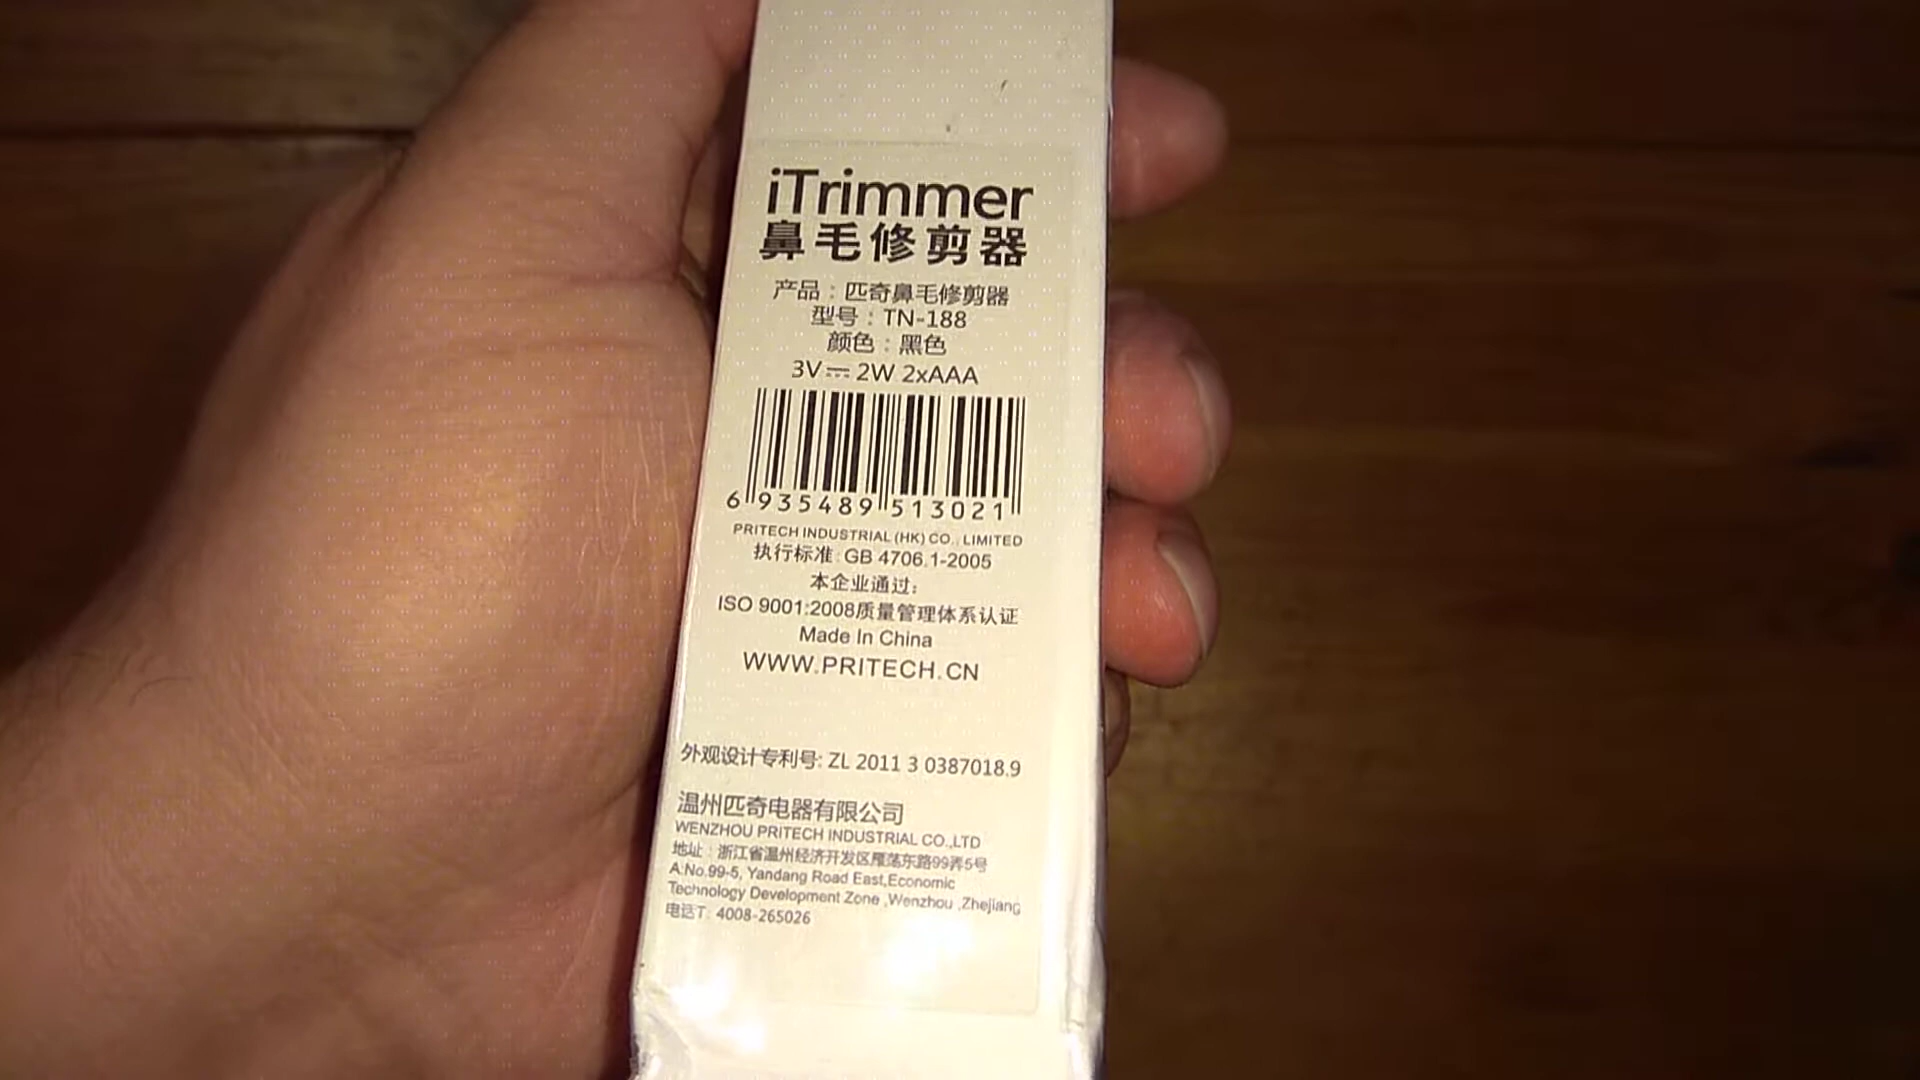 iTrimmer
鼻毛修剪器
产品：匹奇鼻毛修剪器
型号：TN-188
颜色：黑色
3V⎓2W 2xAAA
6 935489 513021
PRITECH INDUSTRIAL (HK) CO., LIMITED
执行标准: GB 4706.1-2005
本企业通过:
ISO 9001:2008质量管理体系认证
Made In China
WWW.PRITECH.CN
外观设计专利号: ZL 2011 3 0387018.9
温州匹奇电器有限公司
WENZHOU PRITECH INDUSTRIAL CO.,LTD
地址：浙江省温州经济开发区雁荡东路99弄5号
A:No.99-5, Yandang Road East,Economic
Technology Development Zone ,Wenzhou ,Zhejiang
电话T: 4008-265026